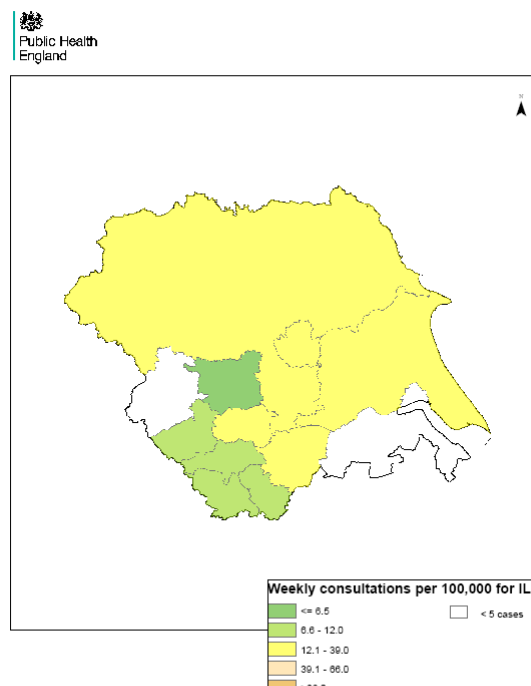 Public Health
England
N
Weekly consultations per 100,000 for IL
<= 6.5
< 5 cases
6.6 - 12.0
12.1 - 39.0
39.1 - 66.0